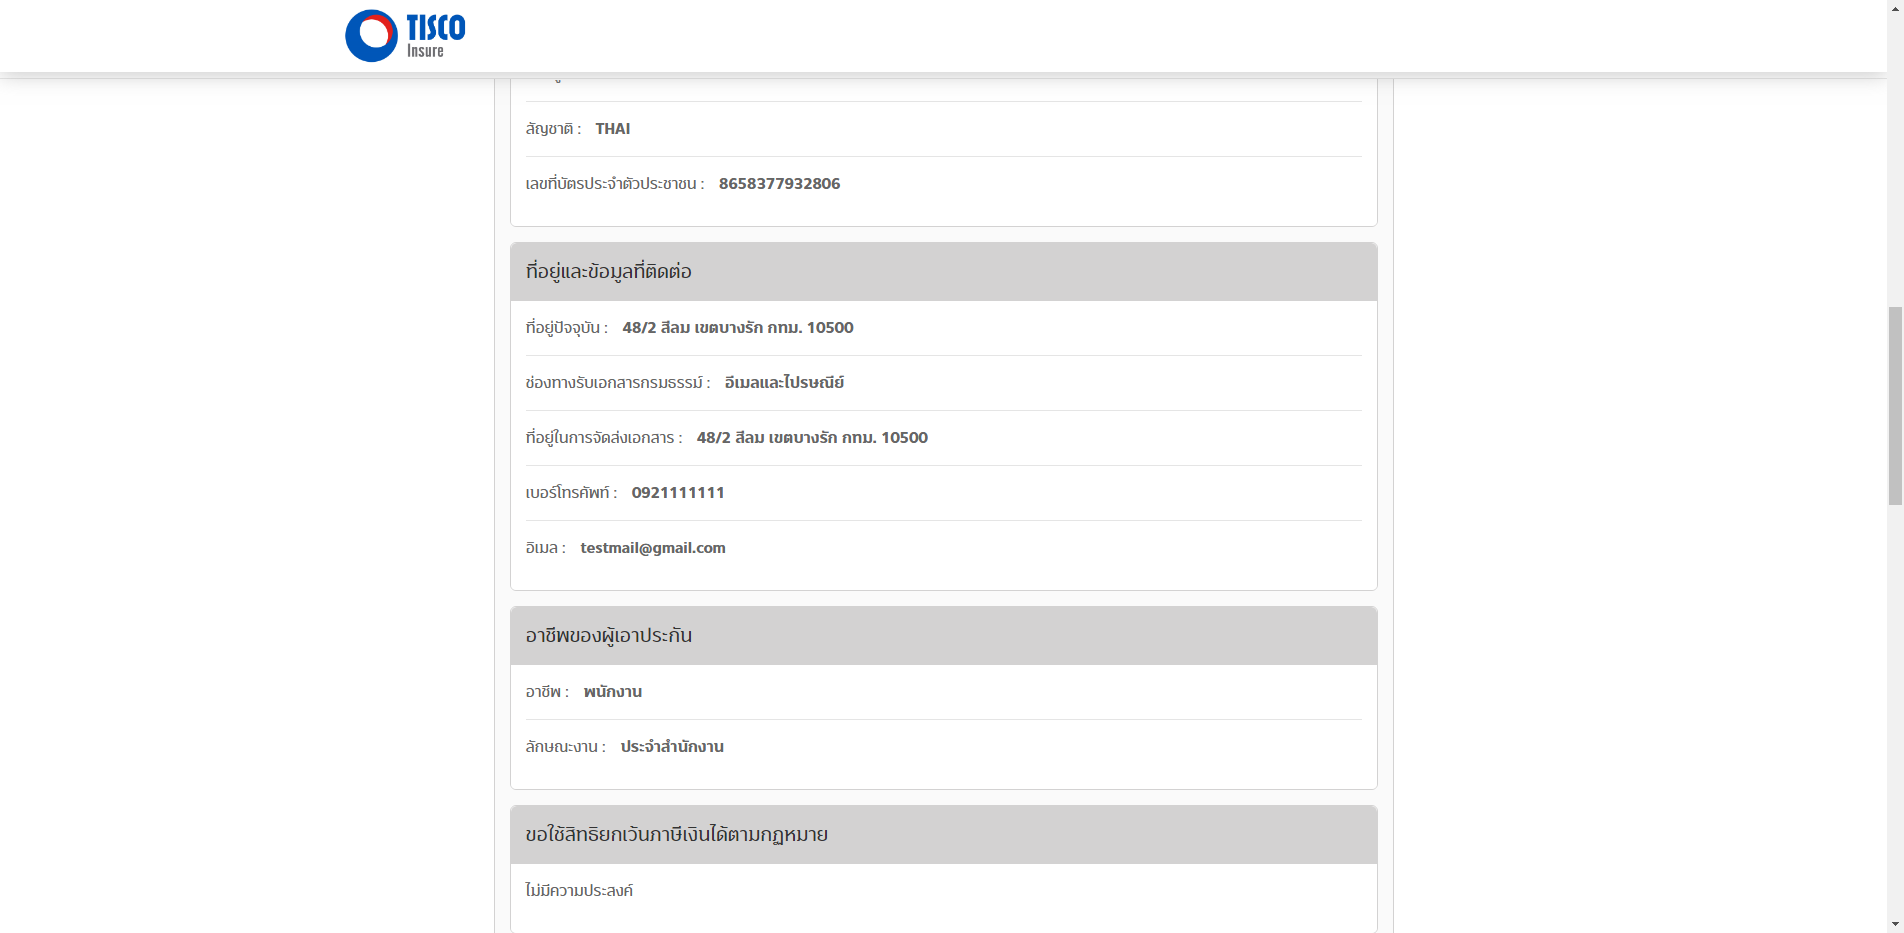 TISCO
Insure
สัญชาติ : THAI
เลขที่บัตรประจำตัวประชาชน : 8658377932806
ที่อยู่และข้อมูลที่ติดต่อ
ที่อยู่ปัจจุบัน : 48/2 สีลม เขตบางรัก กทม. 10500
ช่องทางรับเอกสารกรมธรรม์ : อีเมลและไปรษณีย์
ที่อยู่ในการจัดส่งเอกสาร : 48/2 สีลม เขตบางรัก กทม. 10500
เบอร์โทรศัพท์ : 0921111111
อีเมล : testmail@gmail.com
อาชีพของผู้เอาประกัน
อาชีพ : พนักงาน
ลักษณะงาน : ประจำสำนักงาน
ขอใช้สิทธิยกเว้นภาษีเงินได้ตามกฏหมาย
ไม่มีความประสงค์